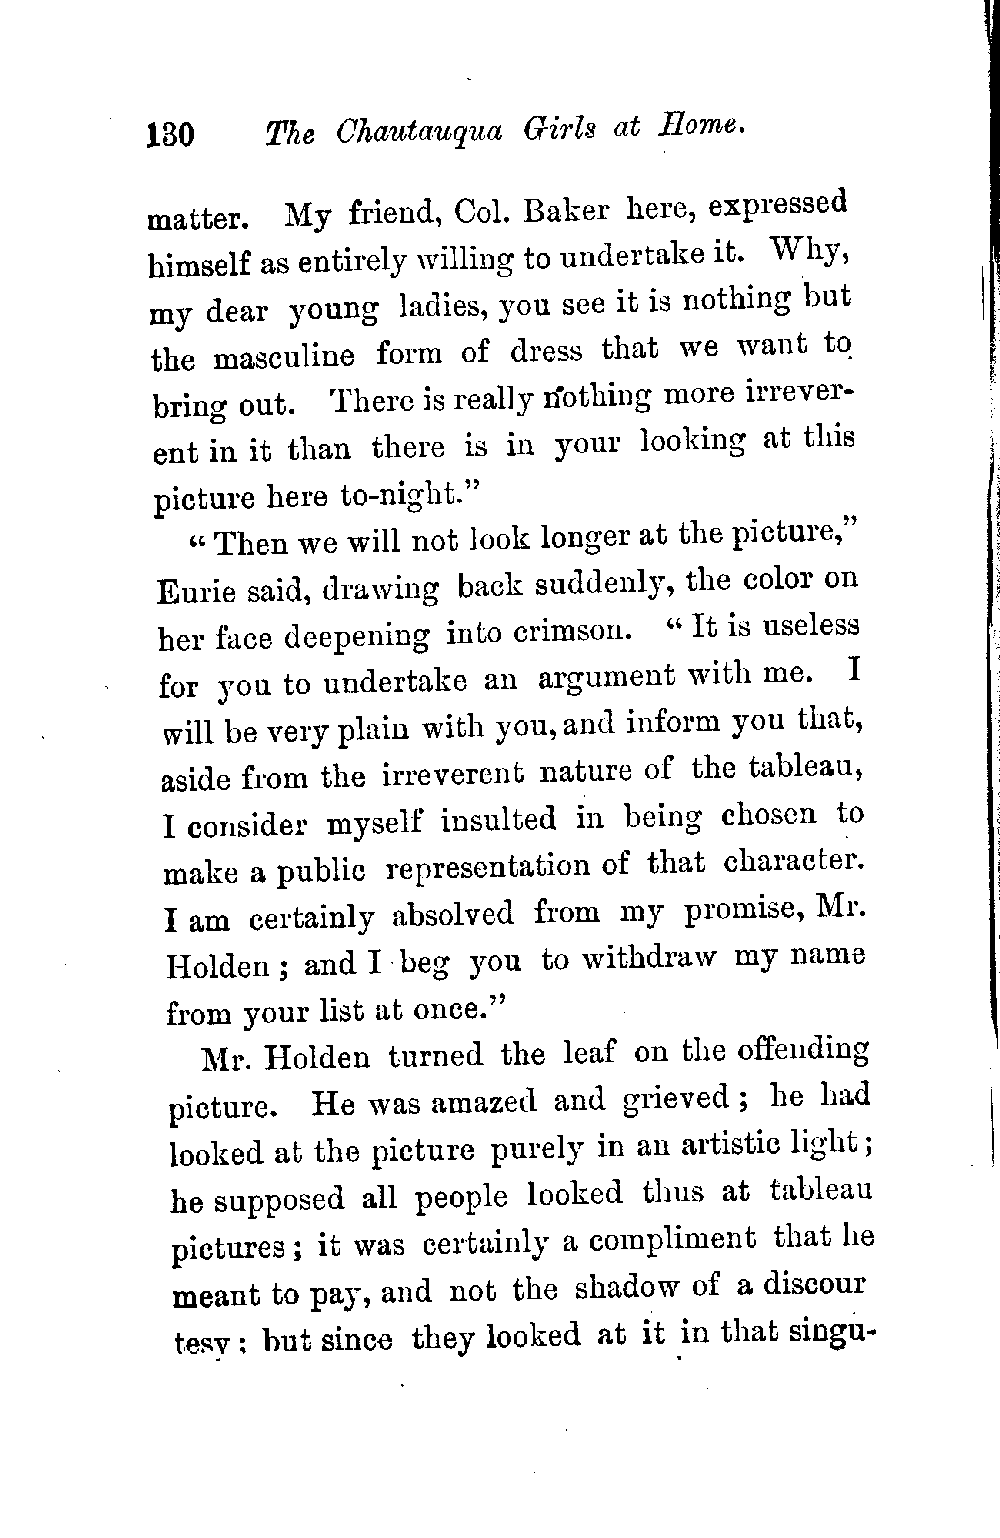 130 The Chautauqua Girls at Home.
matter. My friend, Col. Baker here, expressed
himself as entirely willing to undertake it. Why,
my dear young ladies, you see it is nothing but
the masculine form of dress that we want to
bring out. There is really nothing more irrever-
ent in it than there is in your looking at this
picture here to-night."
"Then we will not look longer at the picture,"
Eurie said, drawing back suddenly, the color on
her face deepening into crimson. "It is useless
for you to undertake an argument with me. I
will be very plain with you, and inform you that,
aside from the irreverent nature of the tableau,
I consider myself insulted in being chosen to
make a public representation of that character.
I am certainly absolved from my promise, Mr.
Holden; and I beg you to withdraw my name
from your list at once."
Mr. Holden turned the leaf on the offending
picture. He was amazed and grieved; he had
looked at the picture purely in an artistic light;
he supposed all people looked thus at tableau
pictures; it was certainly a compliment that he
meant to pay, and not the shadow of a discour
tesy; but since they looked at it in that singu-